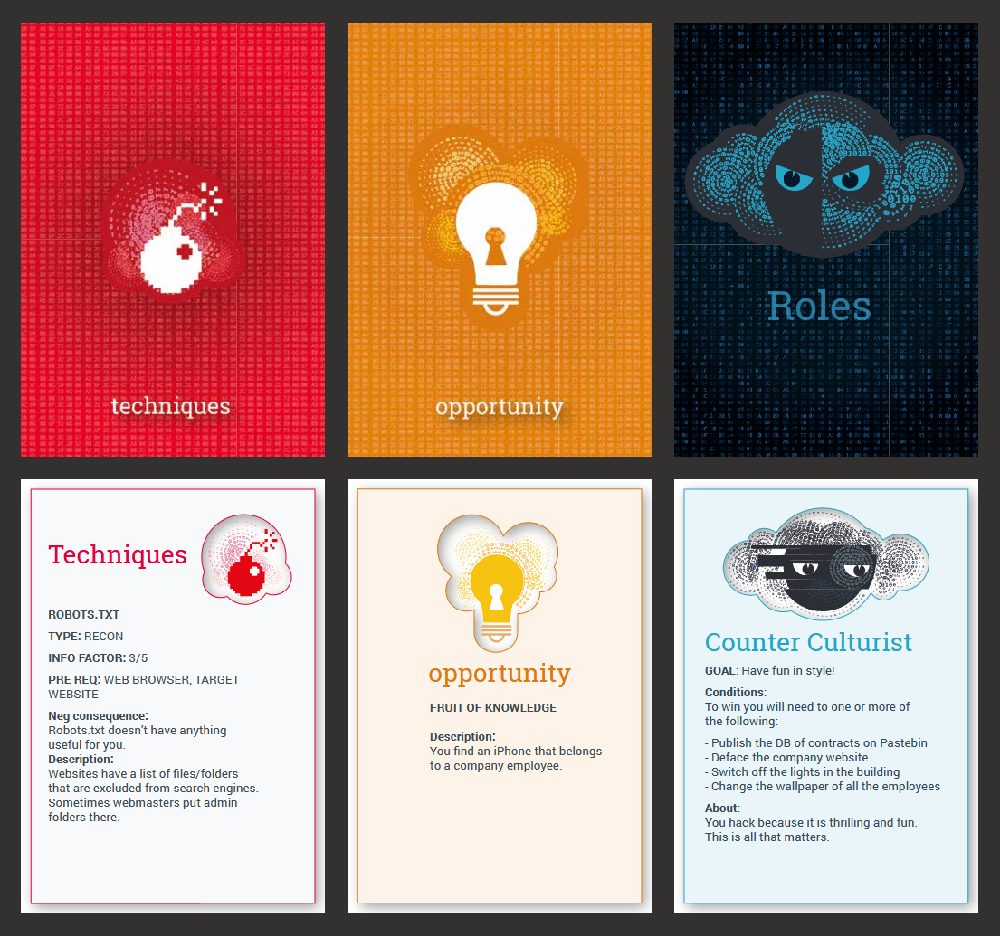 techniques
opportunity
Roles
Techniques
ROBOTS.TXT
TYPE: RECON
INFO FACTOR: 3/5
PRE REQ: WEB BROWSER, TARGET
WEBSITE
Neg consequence:
Robots.txt doesn't have anything
useful for you.
Description:
Websites have a list of files/folders
that are excluded from search engines.
Sometimes webmasters put admin
folders there.
opportunity
FRUIT OF KNOWLEDGE
Description:
You find an iPhone that belongs
to a company employee.
Counter Culturist
GOAL: Have fun in style!
Conditions:
To win you will need to one or more of
the following:
- Publish the DB of contracts on Pastebin
- Deface the company website
- Switch off the lights in the building
- Change the wallpaper of all the employees
About:
You hack because it is thrilling and fun.
This is all that matters.